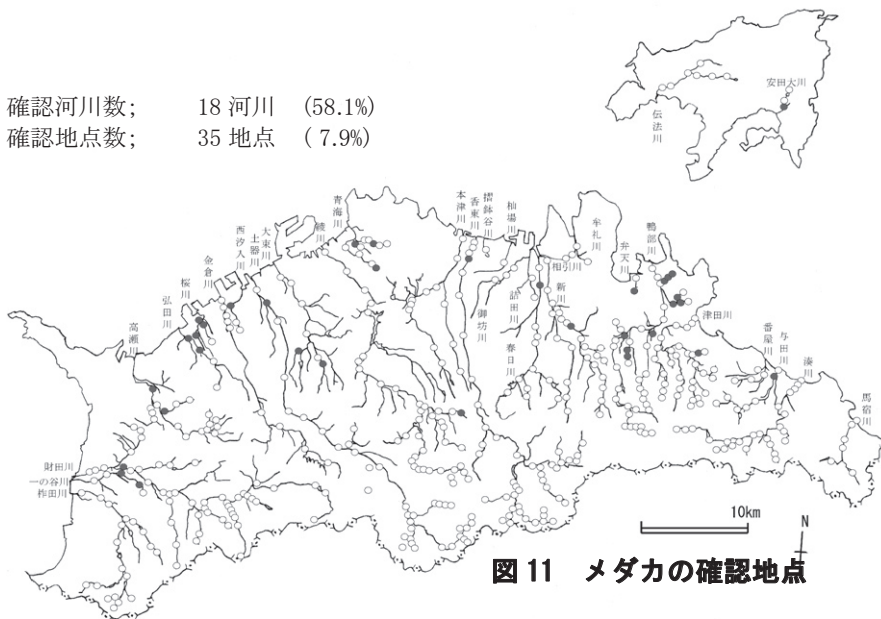 確認河川数; 18 河川 (58.1%)
確認地点数; 35 地点 ( 7.9%)
安田大川
伝法川
青海川
綾川
大束川
土器川
西汐入川
金倉川
桜川
弘田川
高瀬川
本津川
香東川
摺鉢谷川
杣場川
牟礼川
相引川
弁天川
鴨部川
新川
詰田川
御坊川
春日川
津田川
番屋川
与田川
湊川
馬宿川
財田川
一の谷川
柞田川
10km
N
図 11 メダカの確認地点